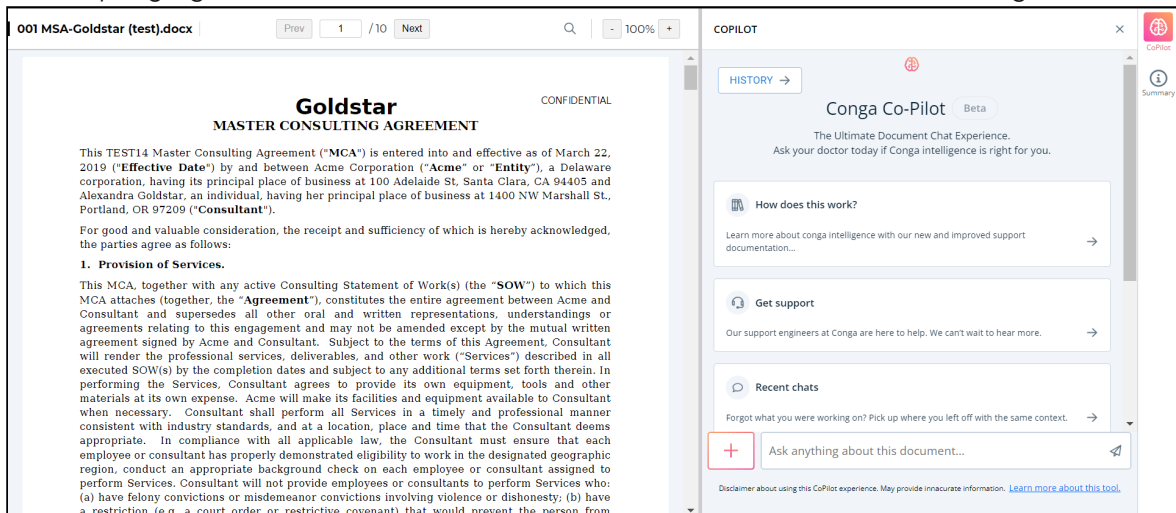 001 MSA-Goldstar (test).docx
Prev 1 / 10 Next
- 100% +
COPILOT
CoPilot
Summary
CONFIDENTIAL
Goldstar
MASTER CONSULTING AGREEMENT
This TEST14 Master Consulting Agreement ("MCA") is entered into and effective as of March 22,
2019 ("Effective Date") by and between Acme Corporation ("Acme" or "Entity"), a Delaware
corporation, having its principal place of business at 100 Adelaide St, Santa Clara, CA 94405 and
Alexandra Goldstar, an individual, having her principal place of business at 1400 NW Marshall St.,
Portland, OR 97209 ("Consultant").
For good and valuable consideration, the receipt and sufficiency of which is hereby acknowledged,
the parties agree as follows:
1. Provision of Services.
This MCA, together with any active Consulting Statement of Work(s) (the “SOW”) to which this
MCA attaches (together, the “Agreement”), constitutes the entire agreement between Acme and
Consultant and supersedes all other oral and written representations, understandings or
agreements relating to this engagement and may not be amended except by the mutual written
agreement signed by Acme and Consultant. Subject to the terms of this Agreement, Consultant
will render the professional services, deliverables, and other work (“Services”) described in all
executed SOW(s) by the completion dates and subject to any additional terms set forth therein. In
performing the Services, Consultant agrees to provide its own equipment, tools and other
materials at its own expense. Acme will make its facilities and equipment available to Consultant
when necessary. Consultant shall perform all Services in a timely and professional manner
consistent with industry standards, and at a location, place and time that the Consultant deems
appropriate. In compliance with all applicable law, the Consultant must ensure that each
employee or consultant has properly demonstrated eligibility to work in the designated geographic
region, conduct an appropriate background check on each employee or consultant assigned to
perform Services. Consultant will not provide employees or consultants to perform Services who:
(a) have felony convictions or misdemeanor convictions involving violence or dishonesty; (b) have
a restriction (e.g. a court order or restrictive covenant) that would prevent the person from
HISTORY →
Conga Co-Pilot Beta
The Ultimate Document Chat Experience.
Ask your doctor today if Conga intelligence is right for you.
How does this work?
Learn more about conga intelligence with our new and improved support
documentation...
Get support
Our support engineers at Conga are here to help. We can't wait to hear more.
Recent chats
Forgot what you were working on? Pick up where you left off with the same context.
Ask anything about this document...
Disclaimer about using this CoPilot experience. May provide innacurate information. Learn more about this tool.